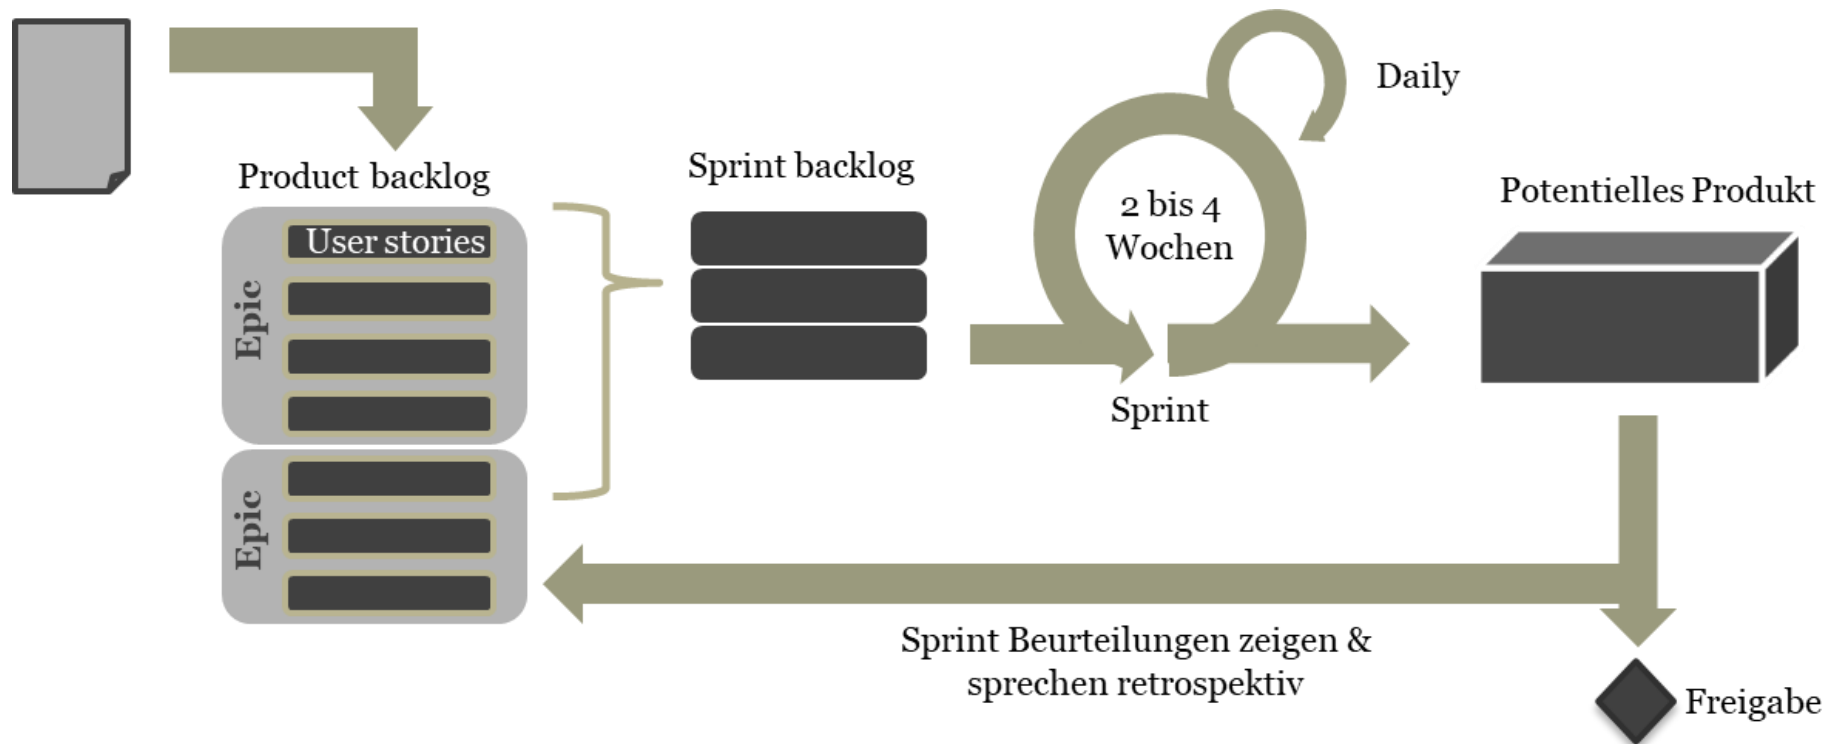 Daily
Product backlog
Sprint backlog
Potentielles Produkt
User stories
Epic
Epic
2 bis 4
Wochen
Sprint
Sprint Beurteilungen zeigen &
sprechen retrospektiv
Freigabe